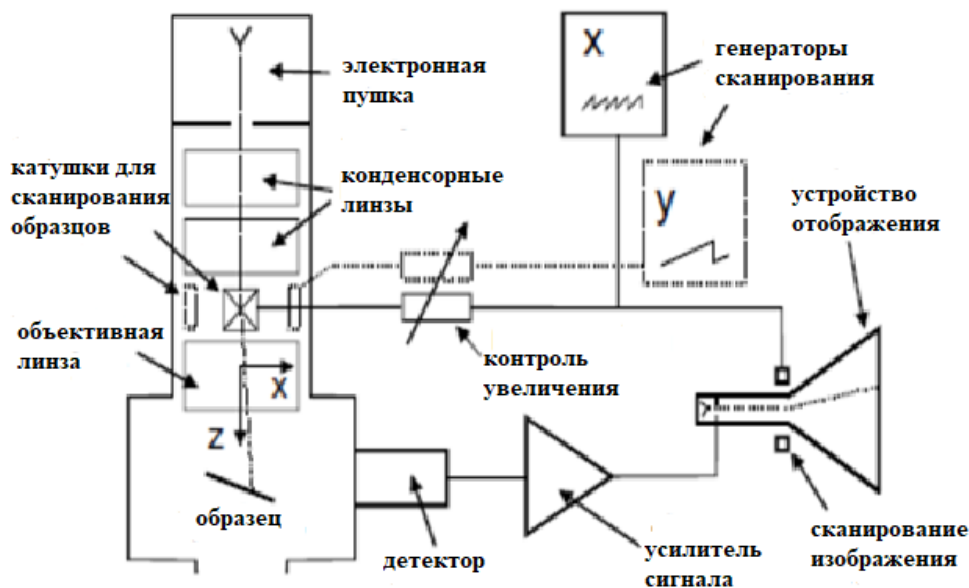 электронная
пушка
X
генераторы
сканирования
катушки для
сканирования
образцов
конденсорные
линзы
y
устройство
отображения
объективная
линза
X
Z
контроль
увеличения
образец
детектор
усилитель
сигнала
сканирование
изображения